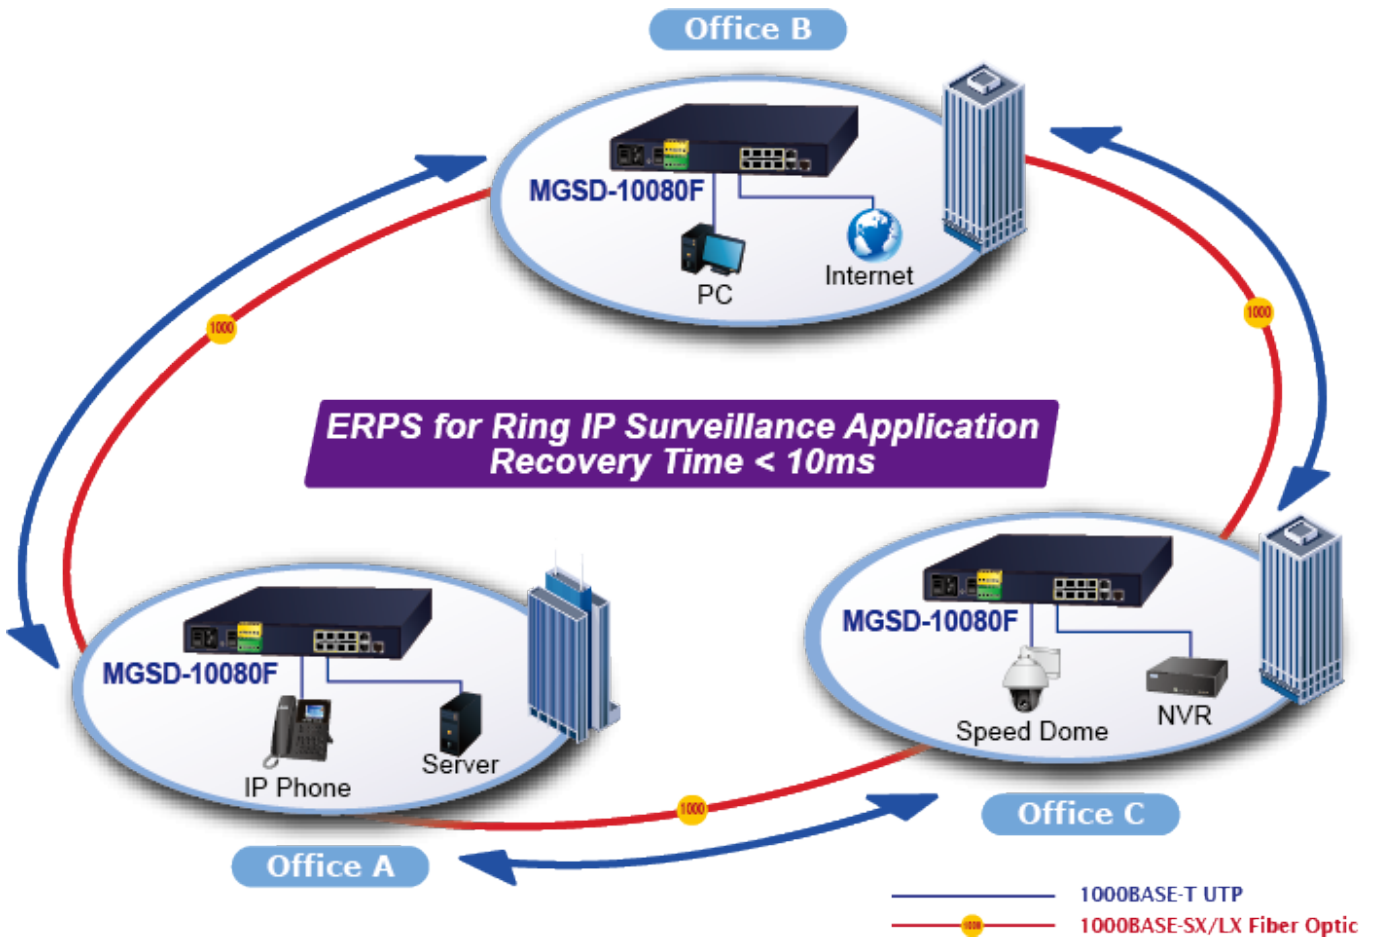 Office B
MGSD-10080F
PC
Internet
1000
1000
ERPS for Ring IP Surveillance Application
Recovery Time < 10ms
MGSD-10080F
IP Phone
Server
MGSD-10080F
Speed Dome
NVR
1000
Office A
Office C
1000BASE-T UTP
1000
1000BASE-SX/LX Fiber Optic